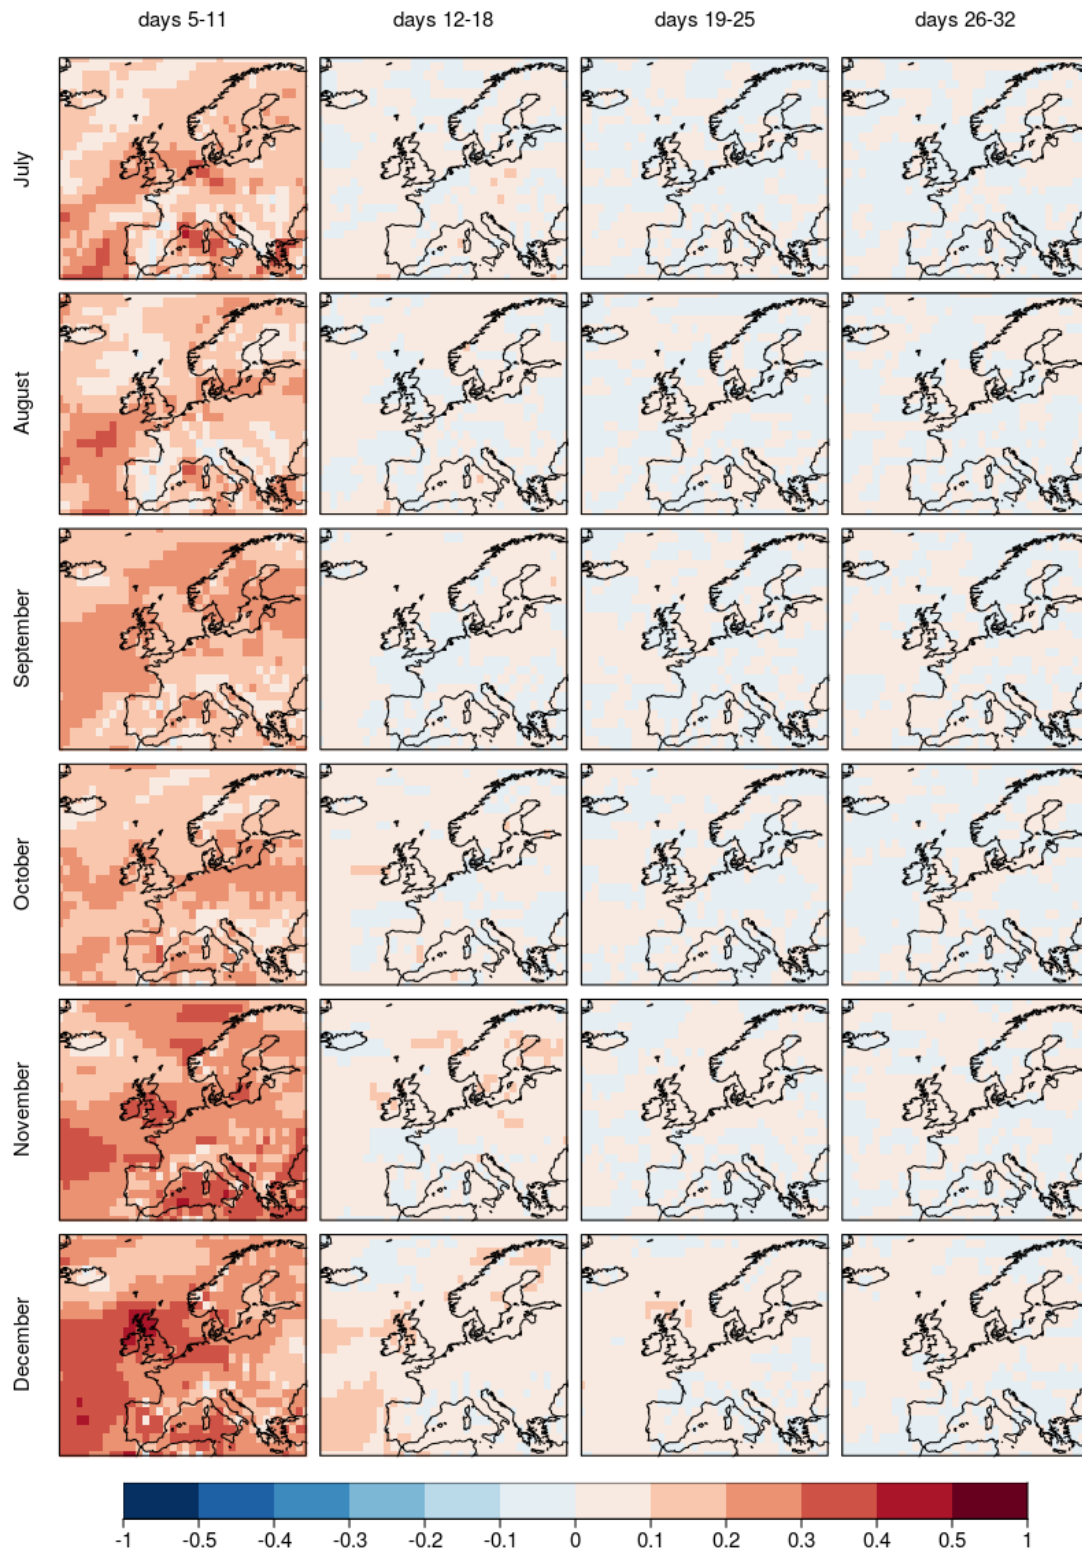 days 5-11 days 12-18 days 19-25 days 26-32
July
August
September
October
November
December
-1 -0.5 -0.4 -0.3 -0.2 -0.1 0 0.1 0.2 0.3 0.4 0.5 1